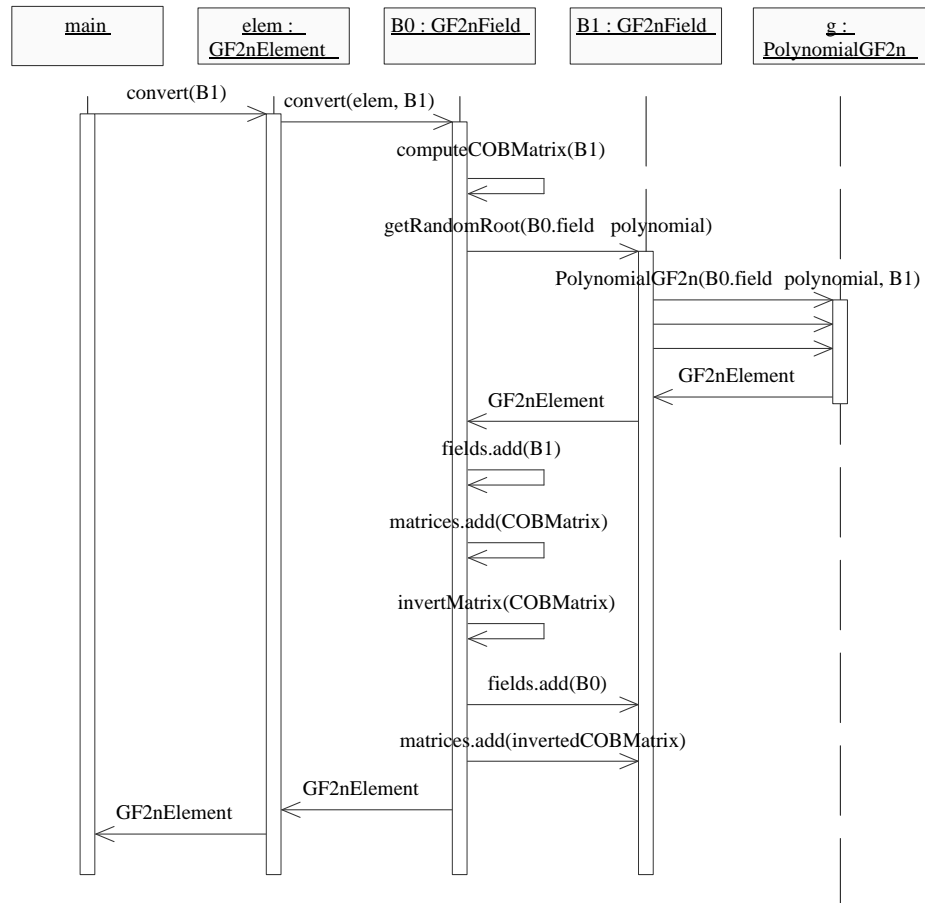 main
elem :
GF2nElement
B0 : GF2nField
B1 : GF2nField
g :
PolynomialGF2n
convert(B1)
convert(elem, B1)
computeCOBMatrix(B1)
getRandomRoot(B0.field polynomial)
PolynomialGF2n(B0.field polynomial, B1)
GF2nElement
GF2nElement
fields.add(B1)
matrices.add(COBMatrix)
invertMatrix(COBMatrix)
fields.add(B0)
matrices.add(invertedCOBMatrix)
GF2nElement
GF2nElement